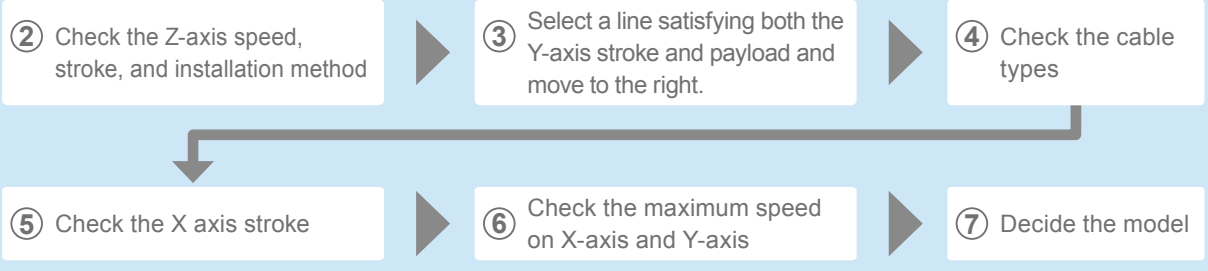 ② Check the Z-axis speed,
stroke, and installation method
③ Select a line satisfying both the
Y-axis stroke and payload and
move to the right.
④ Check the cable
types
⑤ Check the X axis stroke
⑥ Check the maximum speed
on X-axis and Y-axis
⑦ Decide the model